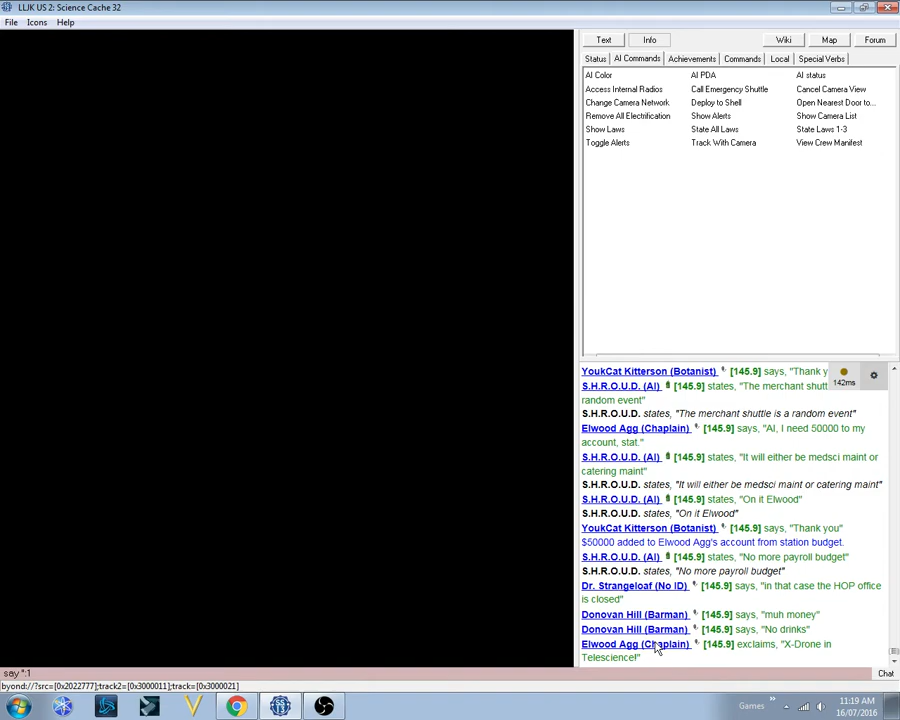 LLJK US 2: Science Cache 32
File Icons Help
Text Info Wiki Map Forum
Status AI Commands Achievements Commands Local Special Verbs
AI Color AI PDA AI status
Access Internal Radios Call Emergency Shuttle Cancel Camera View
Change Camera Network Deploy to Shell Open Nearest Door to...
Remove All Electrification Show Alerts Show Camera List
Show Laws State All Laws State Laws 1-3
Toggle Alerts Track With Camera View Crew Manifest
YoukCat Kitterson (Botanist) [145.9] says, "Thank y
142ms
S.H.R.O.U.D. (AI) [145.9] states, "The merchant shutt
random event"
S.H.R.O.U.D. states, "The merchant shuttle is a random event"
Elwood Agg (Chaplain) [145.9] says, "AI, I need 50000 to my
account, stat."
S.H.R.O.U.D. (AI) [145.9] states, "It will either be medsci maint or
catering maint"
S.H.R.O.U.D. states, "It will either be medsci maint or catering maint"
S.H.R.O.U.D. (AI) [145.9] states, "On it Elwood"
S.H.R.O.U.D. states, "On it Elwood"
YoukCat Kitterson (Botanist) [145.9] says, "Thank you"
$50000 added to Elwood Agg's account from station budget.
S.H.R.O.U.D. (AI) [145.9] states, "No more payroll budget"
S.H.R.O.U.D. states, "No more payroll budget"
Dr. Strangeloaf (No ID) [145.9] says, "in that case the HOP office
is closed"
Donovan Hill (Barman) [145.9] says, "muh money"
Donovan Hill (Barman) [145.9] says, "No drinks"
Elwood Agg (Chaplain) [145.9] exclaims, "X-Drone in
Telescience!"
say ":1 Chat
byond://?src=[0x2022777];track2=[0x3000011];track=[0x3000021]
Games 11:19 AM
16/07/2016